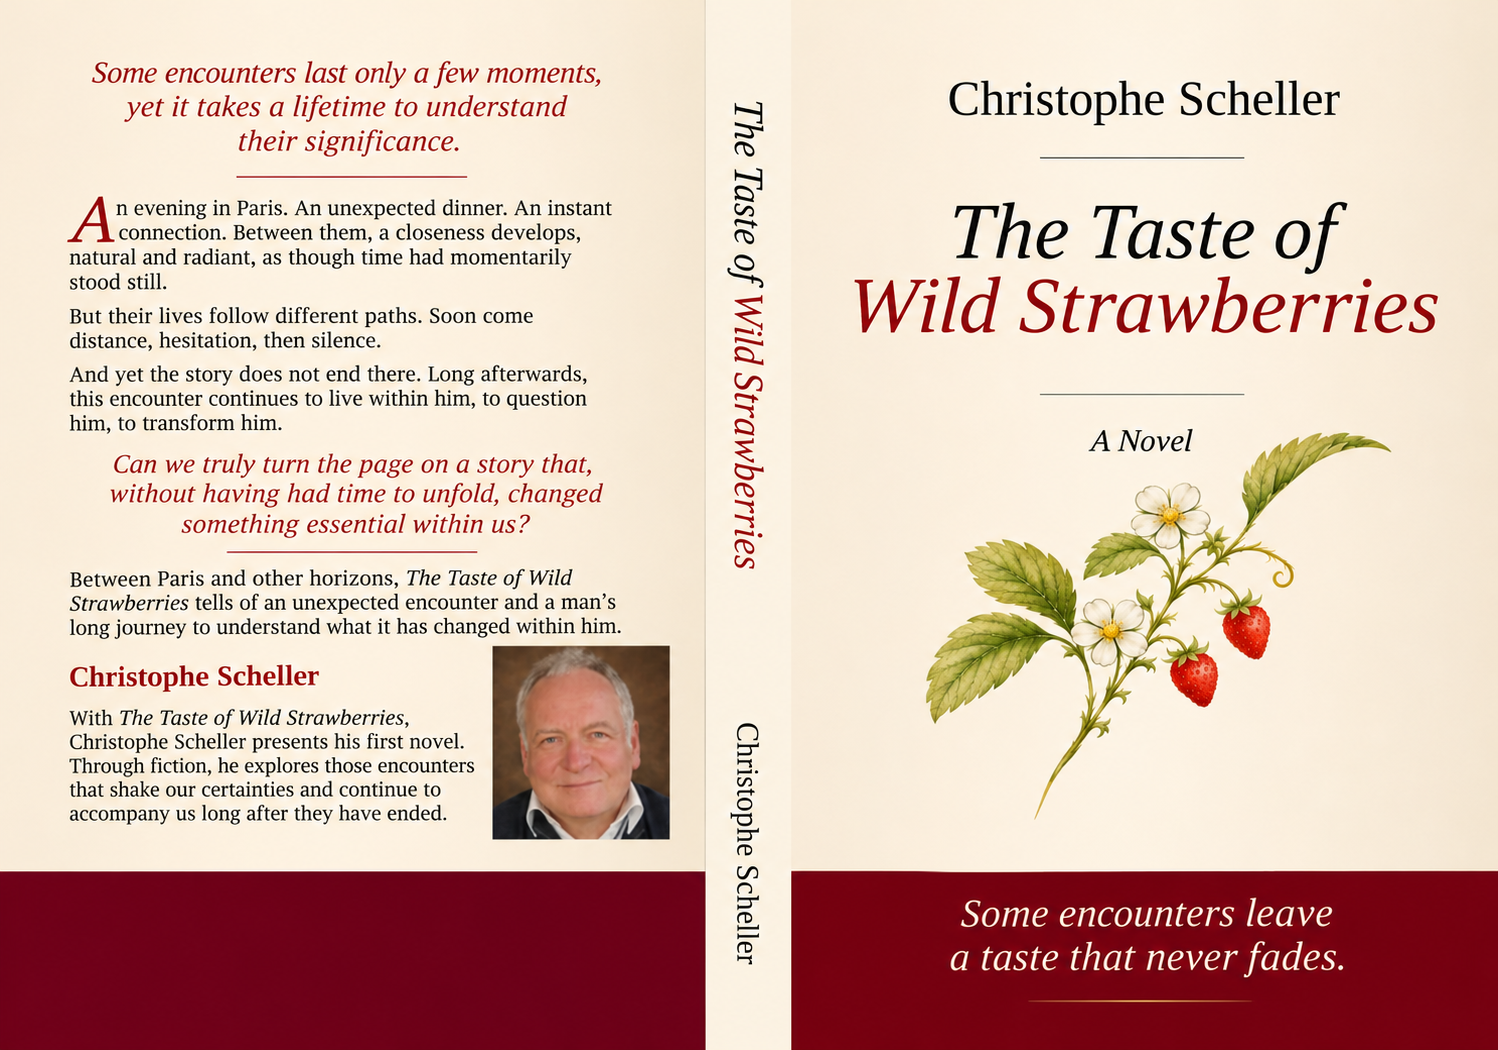 Some encounters last only a few moments,
yet it takes a lifetime to understand
their significance.
An evening in Paris. An unexpected dinner. An instant
connection. Between them, a closeness develops,
natural and radiant, as though time had momentarily
stood still.
But their lives follow different paths. Soon come
distance, hesitation, then silence.
And yet the story does not end there. Long afterwards,
this encounter continues to live within him, to question
him, to transform him.
Can we truly turn the page on a story that,
without having had time to unfold, changed
something essential within us?
Between Paris and other horizons, The Taste of Wild
Strawberries tells of an unexpected encounter and a man’s
long journey to understand what it has changed within him.
Christophe Scheller
With The Taste of Wild Strawberries,
Christophe Scheller presents his first novel.
Through fiction, he explores those encounters
that shake our certainties and continue to
accompany us long after they have ended.
The Taste of Wild Strawberries
Christophe Scheller
Christophe Scheller
The Taste of
Wild Strawberries
A Novel
Some encounters leave
a taste that never fades.